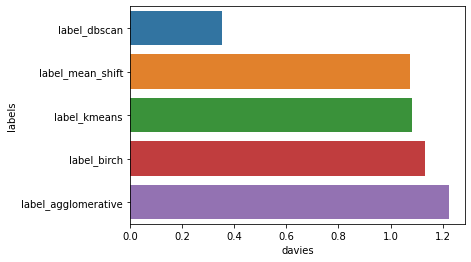 label_dbscan
label_mean_shift
label_kmeans
label_birch
label_agglomerative
labels
0.0 0.2 0.4 0.6 0.8 1.0 1.2
davies